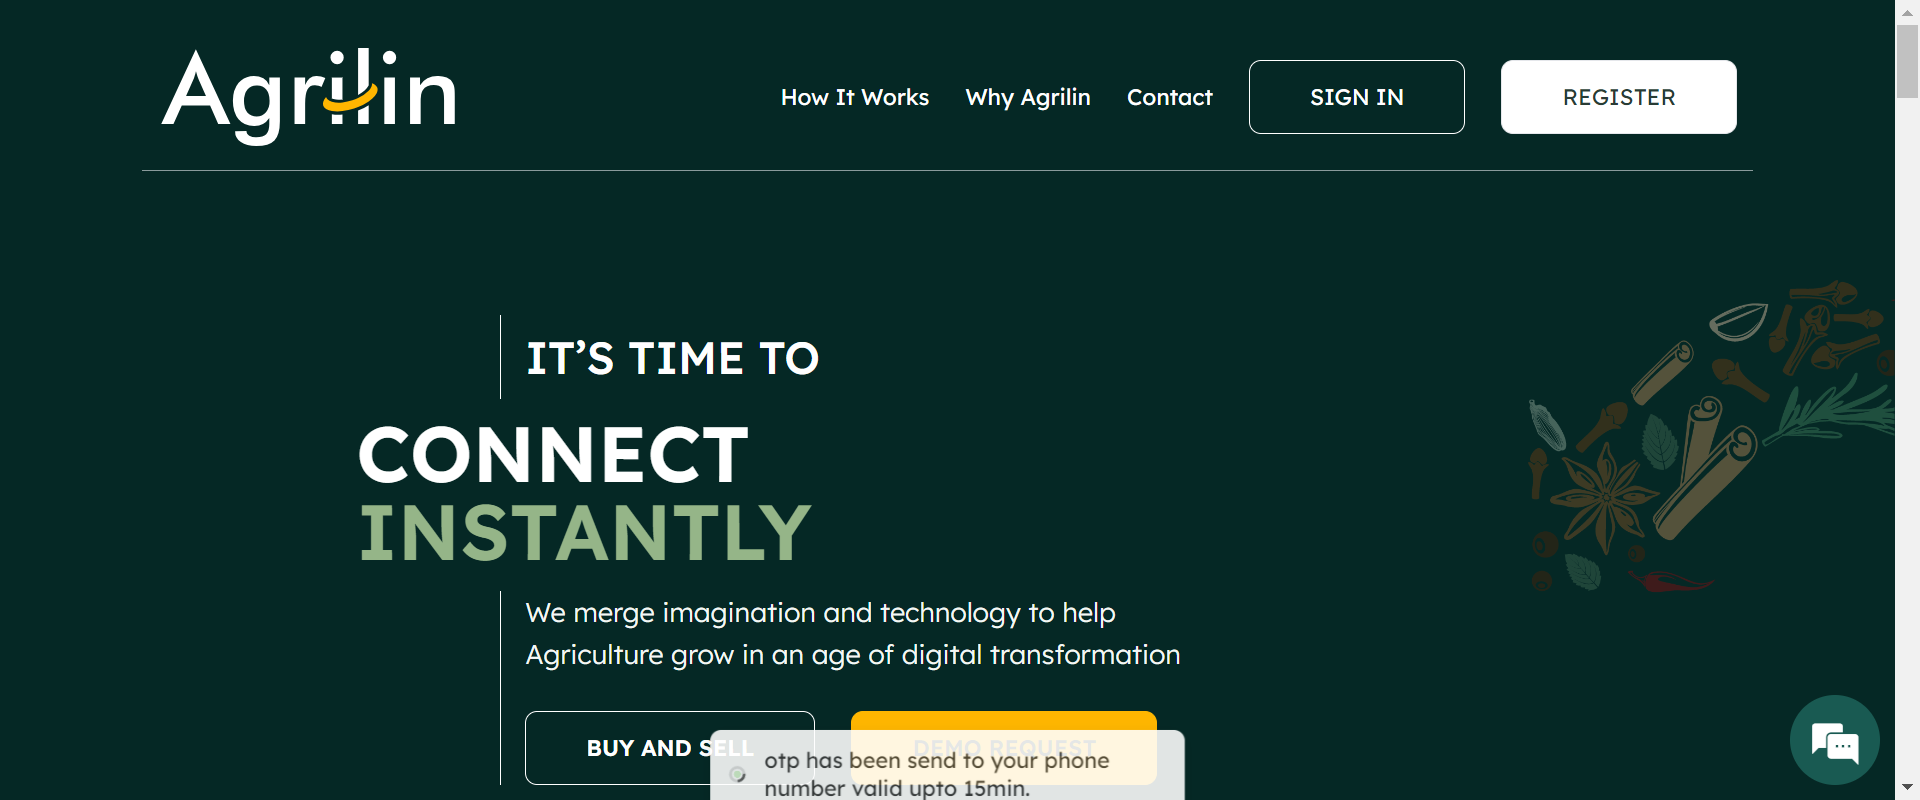 Agrilin
How It Works
Why Agrilin
Contact
SIGN IN
REGISTER
IT’S TIME TO
CONNECT
INSTANTLY
We merge imagination and technology to help
Agriculture grow in an age of digital transformation
BUY AND SELL
DEMO REQUEST
otp has been send to your phone
number valid upto 15min.